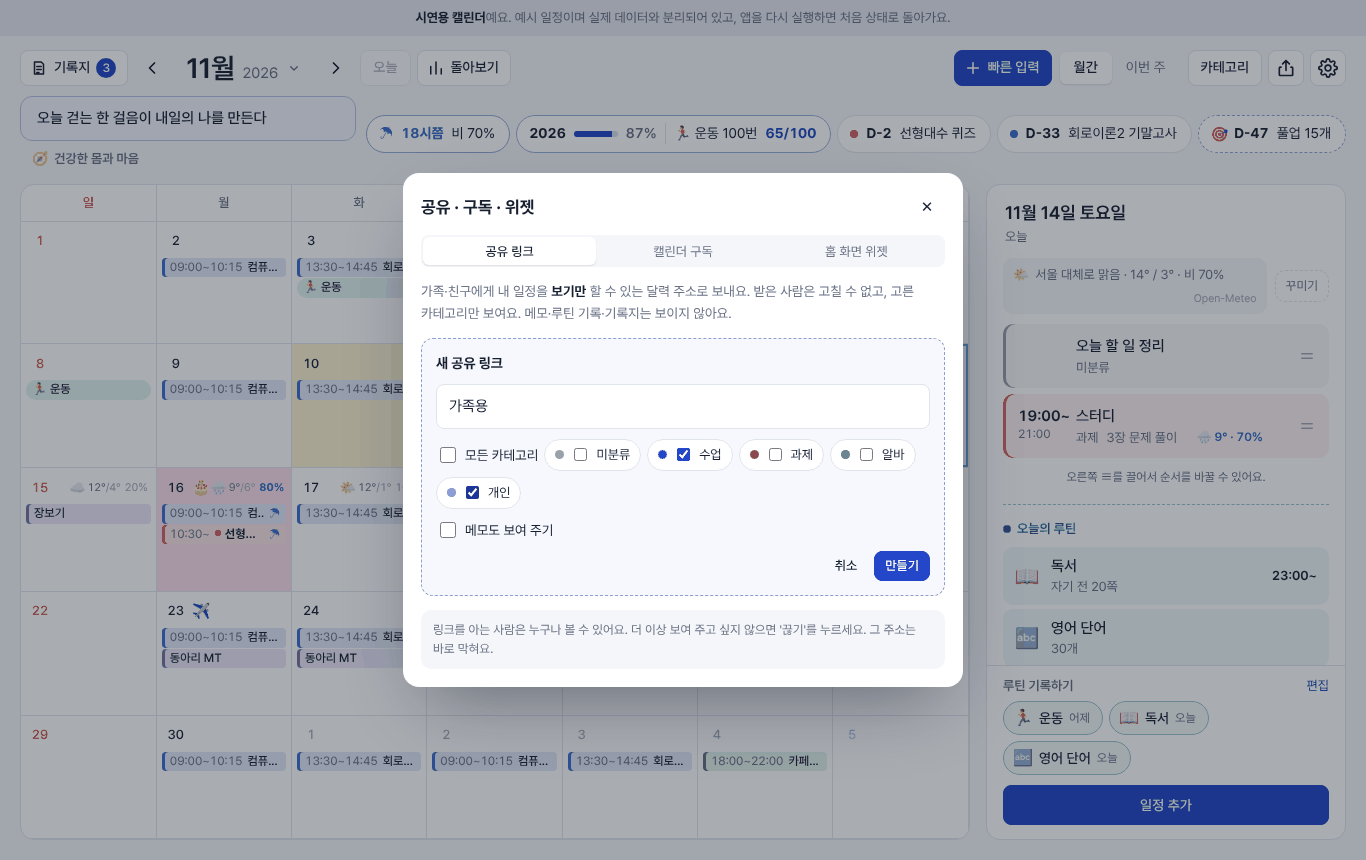 시연용 캘린더예요. 예시 일정이며 실제 데이터와 분리되어 있고, 앱을 다시 실행하면 처음 상태로 돌아가요.
기록지 3
11월 2026
오늘
돌아보기
빠른 입력
월간
이번 주
카테고리
오늘 걷는 한 걸음이 내일의 나를 만든다
건강한 몸과 마음
18시쯤 비 70%
2026 87% 운동 100번 65/100
D-2 선형대수 퀴즈
D-33 회로이론2 기말고사
D-47 풀업 15개
일 월 화
1 2 3
09:00~10:15 컴퓨...
13:30~14:45 회로
운동
8 9 10
운동
09:00~10:15 컴퓨...
13:30~14:45 회로
15 12°/4° 20%
장보기
16 9°/6° 80%
09:00~10:15 컴...
10:30~ 선형...
17 12°/1°
13:30~14:45 회로
22 23 24
09:00~10:15 컴퓨...
동아리 MT
13:30~14:45 회로
동아리 MT
29 30 1 2 3 4 5
09:00~10:15 컴퓨...
13:30~14:45 회로...
09:00~10:15 컴퓨...
13:30~14:45 회로...
18:00~22:00 카페...
공유 · 구독 · 위젯
공유 링크
캘린더 구독
홈 화면 위젯
가족·친구에게 내 일정을 보기만 할 수 있는 달력 주소로 보내요. 받은 사람은 고칠 수 없고, 고른
카테고리만 보여요. 메모·루틴 기록·기록지는 보이지 않아요.
새 공유 링크
가족용
모든 카테고리 미분류 수업 과제 알바
개인
메모도 보여 주기
취소
만들기
링크를 아는 사람은 누구나 볼 수 있어요. 더 이상 보여 주고 싶지 않으면 '끊기'를 누르세요. 그 주소는
바로 막혀요.
11월 14일 토요일
오늘
서울 대체로 맑음 · 14° / 3° · 비 70%
Open-Meteo
꾸미기
오늘 할 일 정리
미분류
19:00~ 스터디
21:00 과제 3장 문제 풀이 9° · 70%
오른쪽 를 끌어서 순서를 바꿀 수 있어요.
오늘의 루틴
독서
자기 전 20쪽
23:00~
abc
영어 단어
30개
루틴 기록하기
편집
운동 어제
독서 오늘
abc 영어 단어 오늘
일정 추가